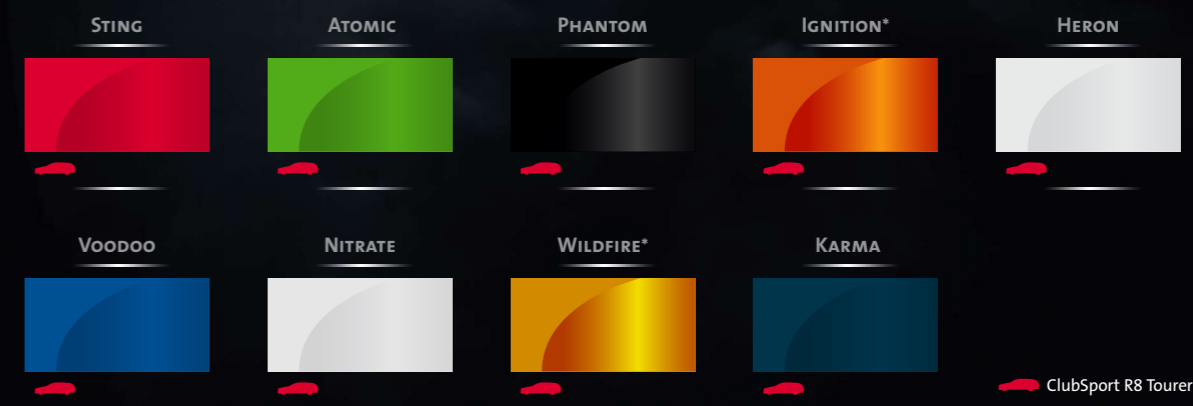 STING
ATOMIC
PHANTOM
IGNITION*
HERON
VOODOO
NITRATE
WILDFIRE*
KARMA
ClubSport R8 Tourer